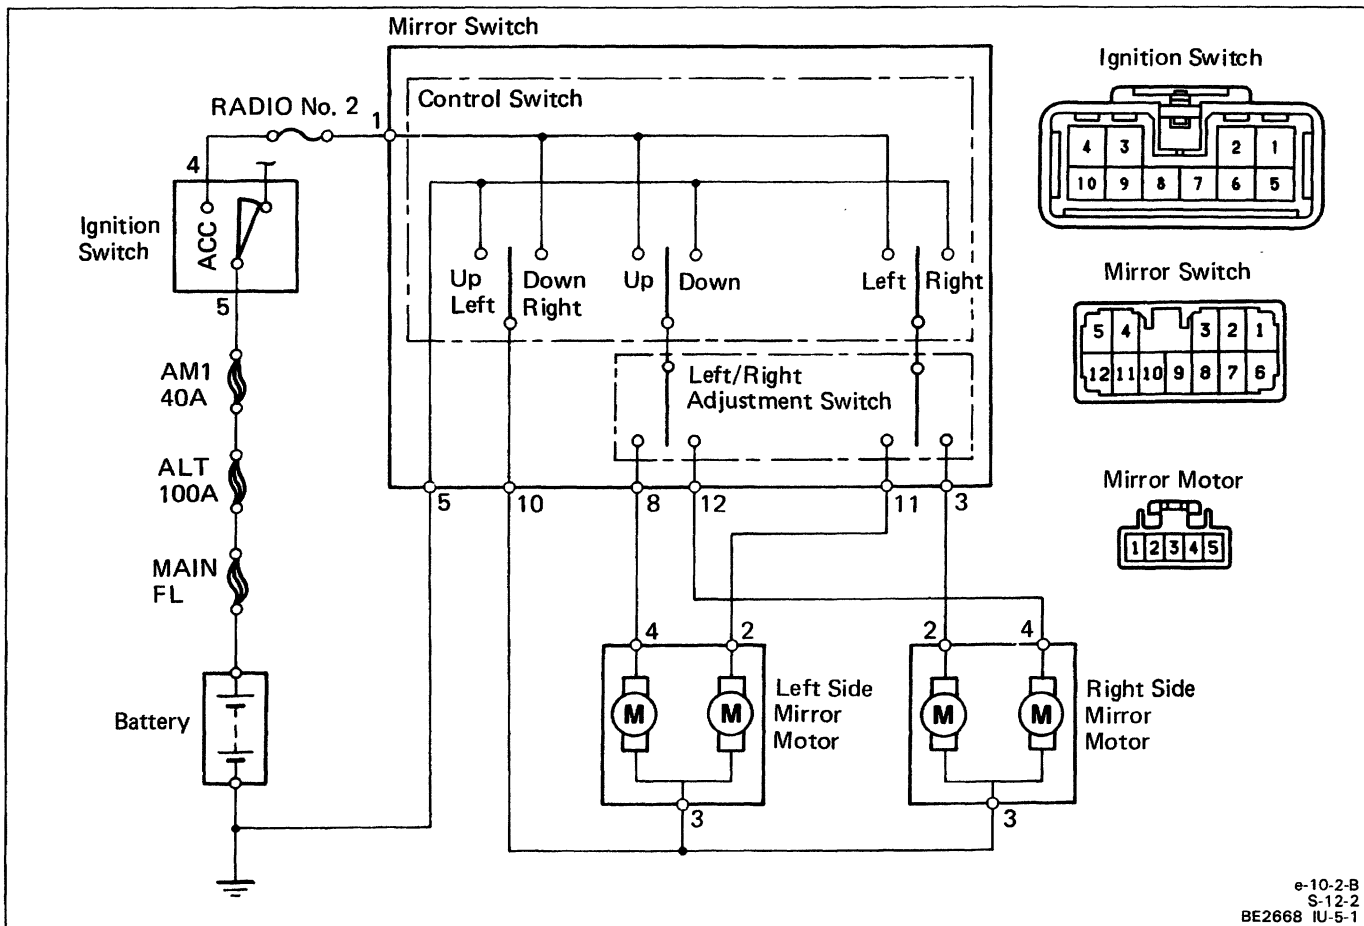 Mirror Switch
Control Switch
RADIO No. 2
1
4
ACC
Ignition
Switch
5
AM1
40A
ALT
100A
MAIN
FL
Battery
Up
Left
Down
Right
Up
Down
Left
Right
Left/Right
Adjustment Switch
5
10
8
12
11
3
4
2
Left Side
Mirror
Motor
M
M
3
2
4
Right Side
Mirror
Motor
M
M
3
Ignition Switch
4 3 2 1
10 9 8 7 6 5
Mirror Switch
5 4 3 2 1
12 11 10 9 8 7 6
Mirror Motor
1 2 3 4 5
e-10-2-B
S-12-2
BE2668 IU-5-1